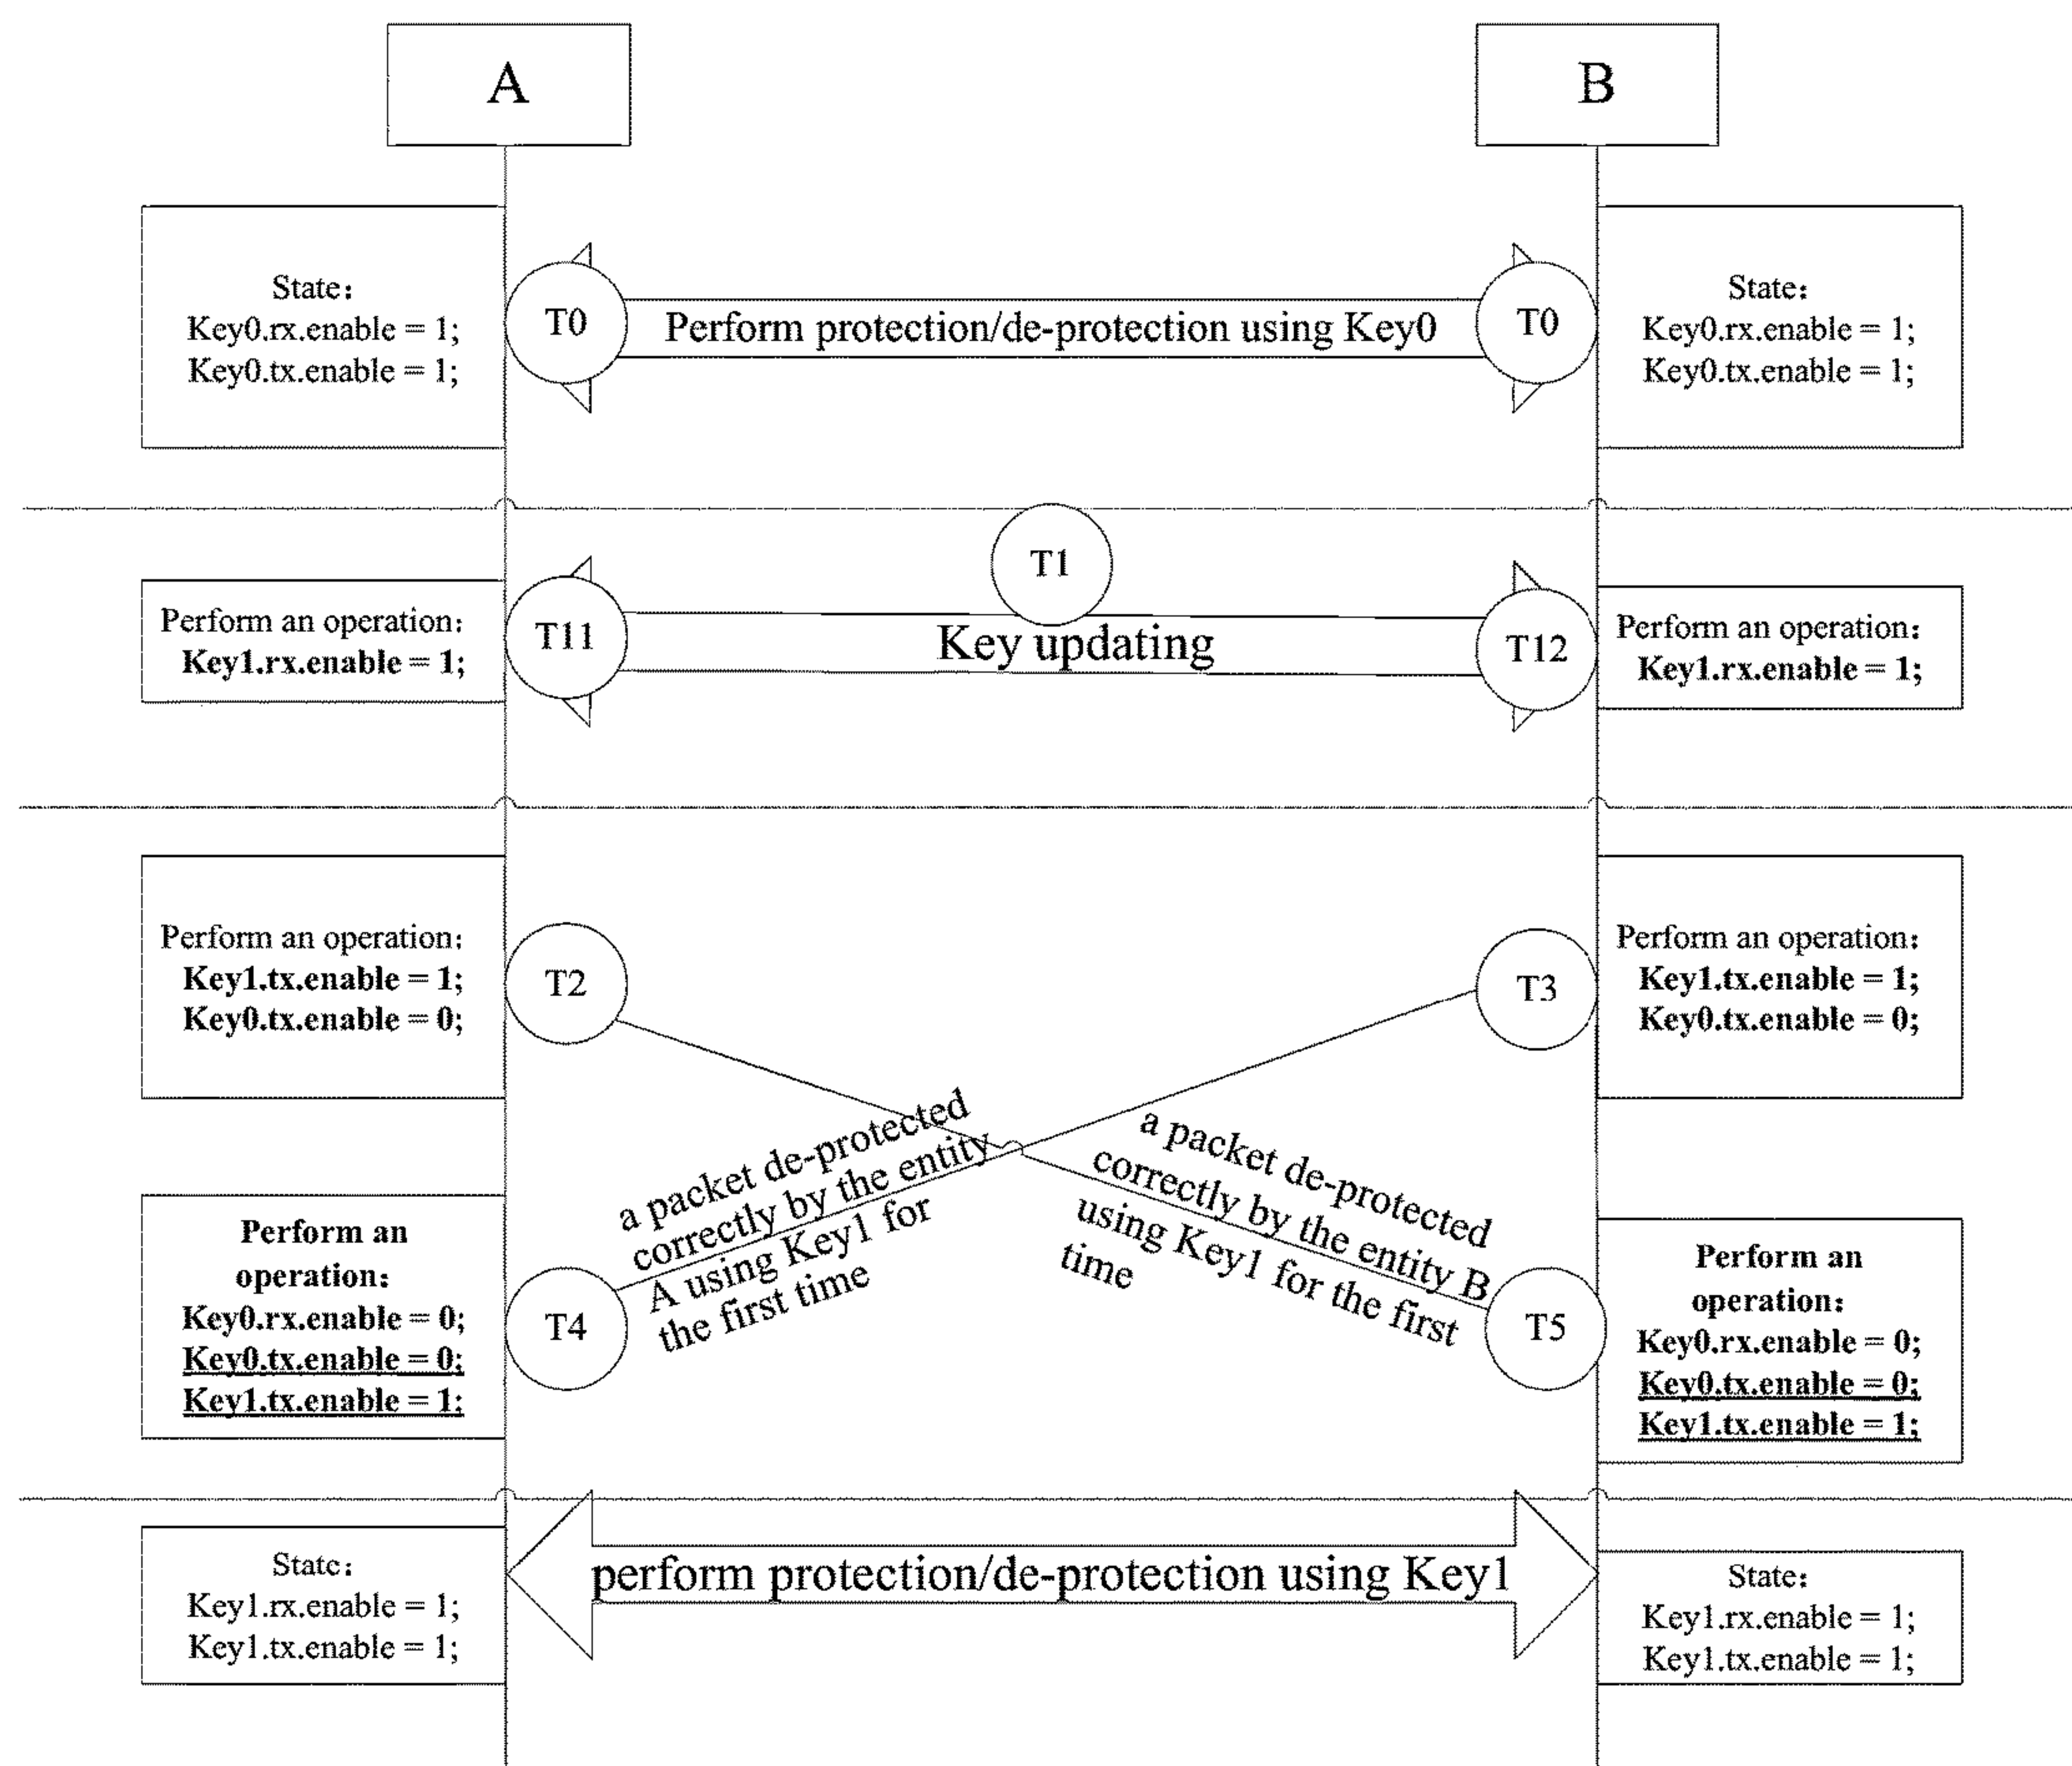 A
B
State:
Key0.rx.enable = 1;
Key0.tx.enable = 1;
T0
Perform protection/de-protection using Key0
T0
State:
Key0.rx.enable = 1;
Key0.tx.enable = 1;
T1
Perform an operation:
Key1.rx.enable = 1;
T11
Key updating
T12
Perform an operation:
Key1.rx.enable = 1;
Perform an operation:
Key1.tx.enable = 1;
Key0.tx.enable = 0;
T2
T3
Perform an operation:
Key1.tx.enable = 1;
Key0.tx.enable = 0;
a packet de-protected
correctly by the entity
A using Key1 for
the first time
a packet de-protected
correctly by the entity B
using Key1 for the first
time
Perform an
operation:
Key0.rx.enable = 0;
Key0.tx.enable = 0;
Key1.tx.enable = 1;
T4
T5
Perform an
operation:
Key0.rx.enable = 0;
Key0.tx.enable = 0;
Key1.tx.enable = 1;
State:
Key1.rx.enable = 1;
Key1.tx.enable = 1;
perform protection/de-protection using Key1
State:
Key1.rx.enable = 1;
Key1.tx.enable = 1;